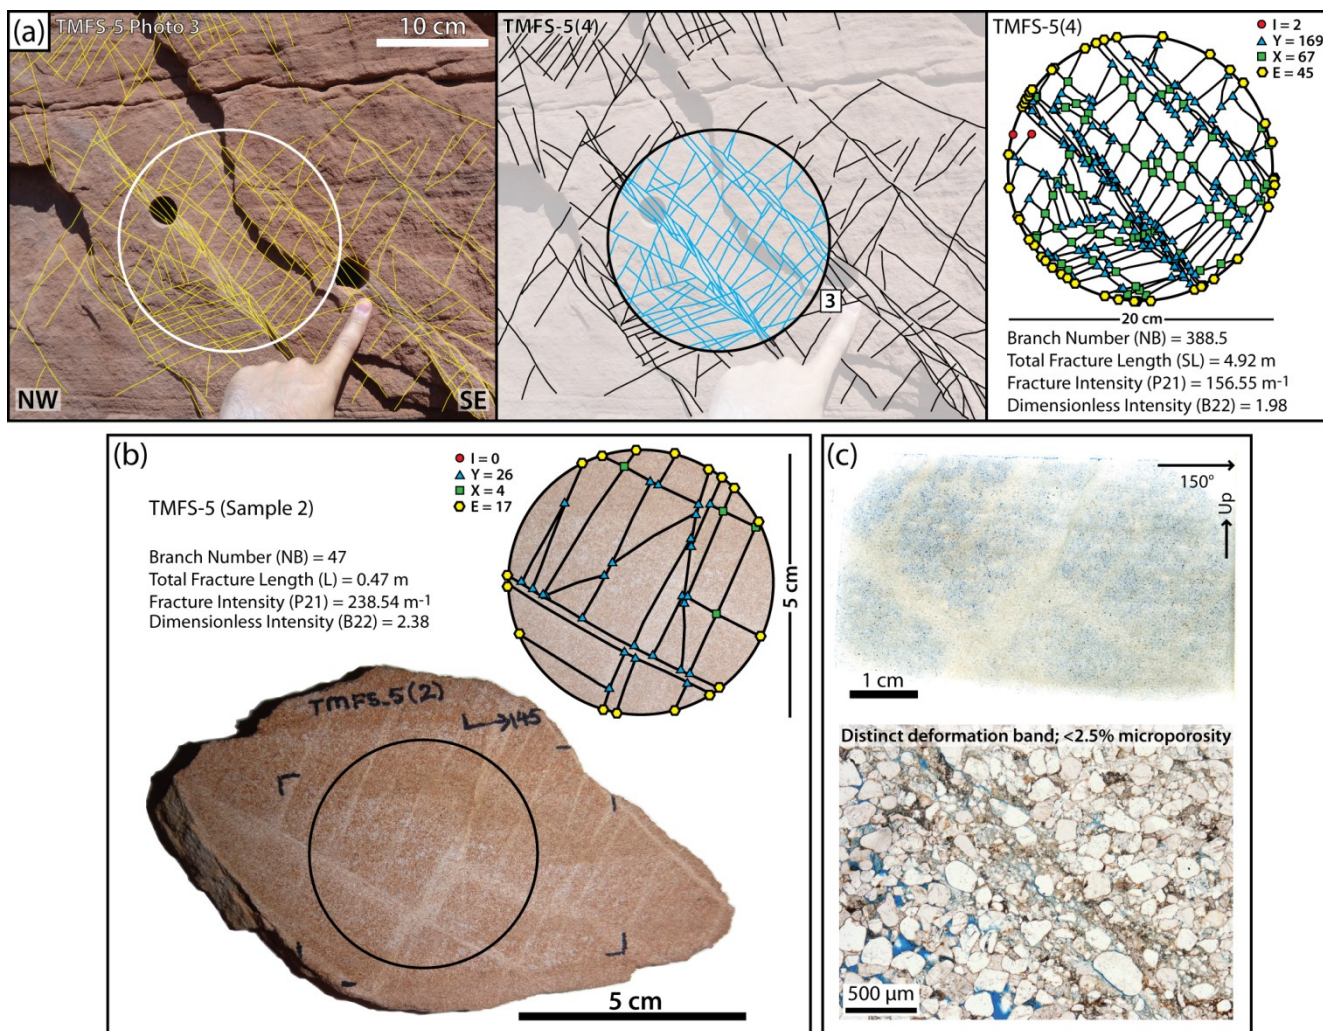 (a)
TMFS-5 Photo 3
10 cm
NW
SE
TMFS-5(4)
3
TMFS-5(4)
I = 2
Y = 169
X = 67
E = 45
20 cm
Branch Number (NB) = 388.5
Total Fracture Length (SL) = 4.92 m
Fracture Intensity (P21) = 156.55 m-1
Dimensionless Intensity (B22) = 1.98
(b)
TMFS-5 (Sample 2)
Branch Number (NB) = 47
Total Fracture Length (L) = 0.47 m
Fracture Intensity (P21) = 238.54 m-1
Dimensionless Intensity (B22) = 2.38
I = 0
Y = 26
X = 4
E = 17
5 cm
TMFS-5(2)
→145
5 cm
(c)
150°
Up
1 cm
Distinct deformation band; <2.5% microporosity
500 µm